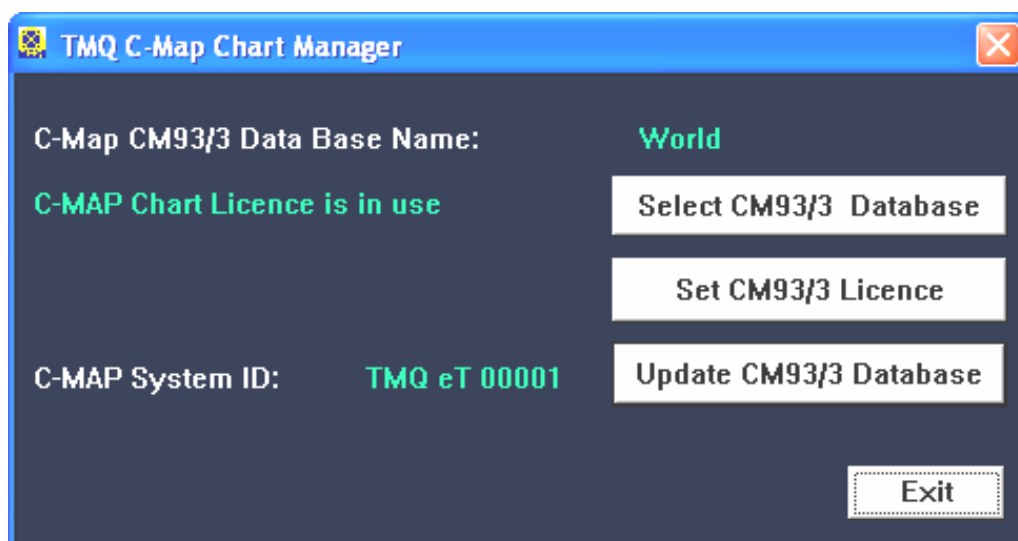 TMQ C-Map Chart Manager
C-Map CM93/3 Data Base Name: World
C-MAP Chart Licence is in use
Select CM93/3 Database
Set CM93/3 Licence
C-MAP System ID: TMQ eT 00001
Update CM93/3 Database
Exit